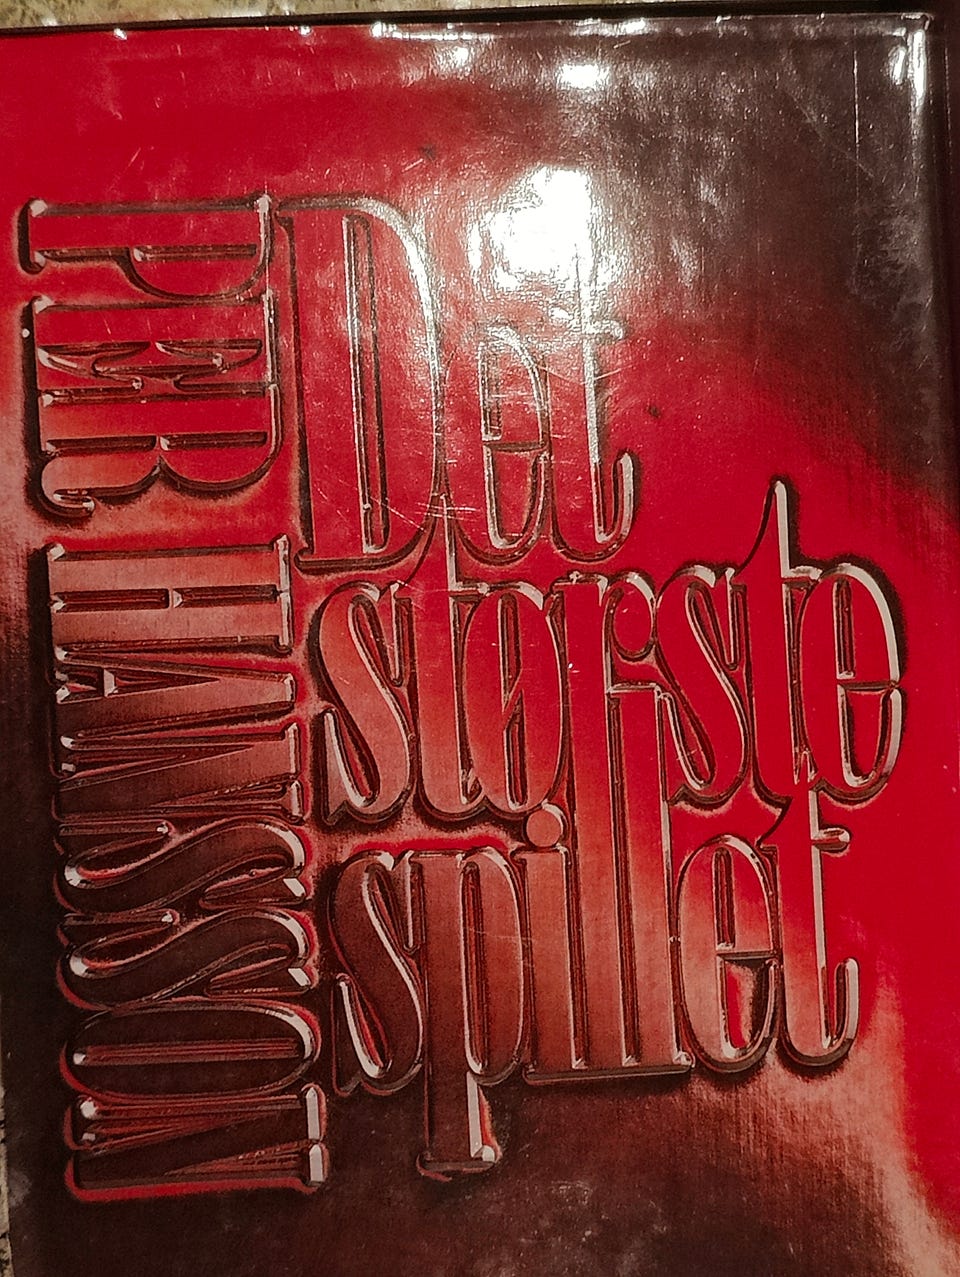 PER HANSSON
Det
største
spillet